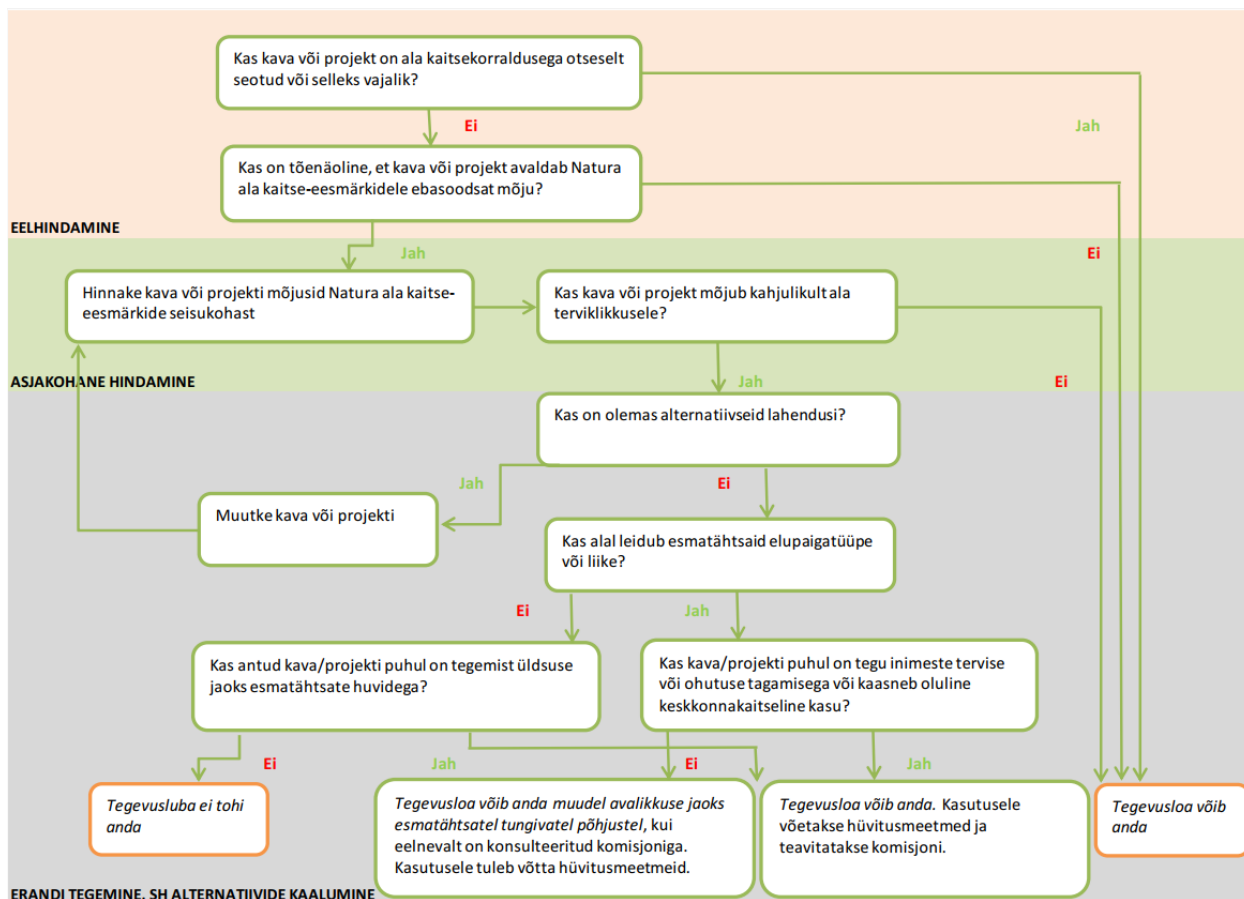 Kas kava või projekt on ala kaitsekorraldusega otseselt
seotud või selleks vajalik?
Ei
Jah
Kas on tõenäoline, et kava või projekt avaldab Natura
ala kaitse-eesmärkidele ebasoodsat mõju?
EELHINDAMINE
Jah
Ei
Hinnake kava või projekti mõjusid Natura ala kaitse-
eesmärkide seisukohast
Kas kava või projekt mõjub kahjulikult ala
terviklikkusele?
ASJAKOHANE HINDAMINE
Jah
Ei
Kas on olemas alternatiivseid lahendusi?
Jah
Ei
Muutke kava või projekti
Kas alal leidub esmatähtsaid elupaigatüüpe
või liike?
Ei
Jah
Kas antud kava/projekti puhul on tegemist üldsuse
jaoks esmatähtsate huvidega?
Kas kava/projekti puhul on tegu inimeste tervise
või ohutuse tagamisega või kaasneb oluline
keskkonnakaitseline kasu?
Ei
Jah
Ei
Jah
Tegevusluba ei tohi
anda
Tegevusloa võib anda muudel avalikkuse jaoks
esmatähtsatel tungivatel põhjustel, kui
eelnevalt on konsulteeritud komisjoniga.
Kasutusele tuleb võtta hüvitusmeetmeid.
Tegevusloa võib anda. Kasutusele
võetakse hüvitusmeetmed ja
teavitatakse komisjoni.
Tegevusloa võib
anda
ERANDI TEGEMINE, SH ALTERNATIIVIDE KAALUMINE